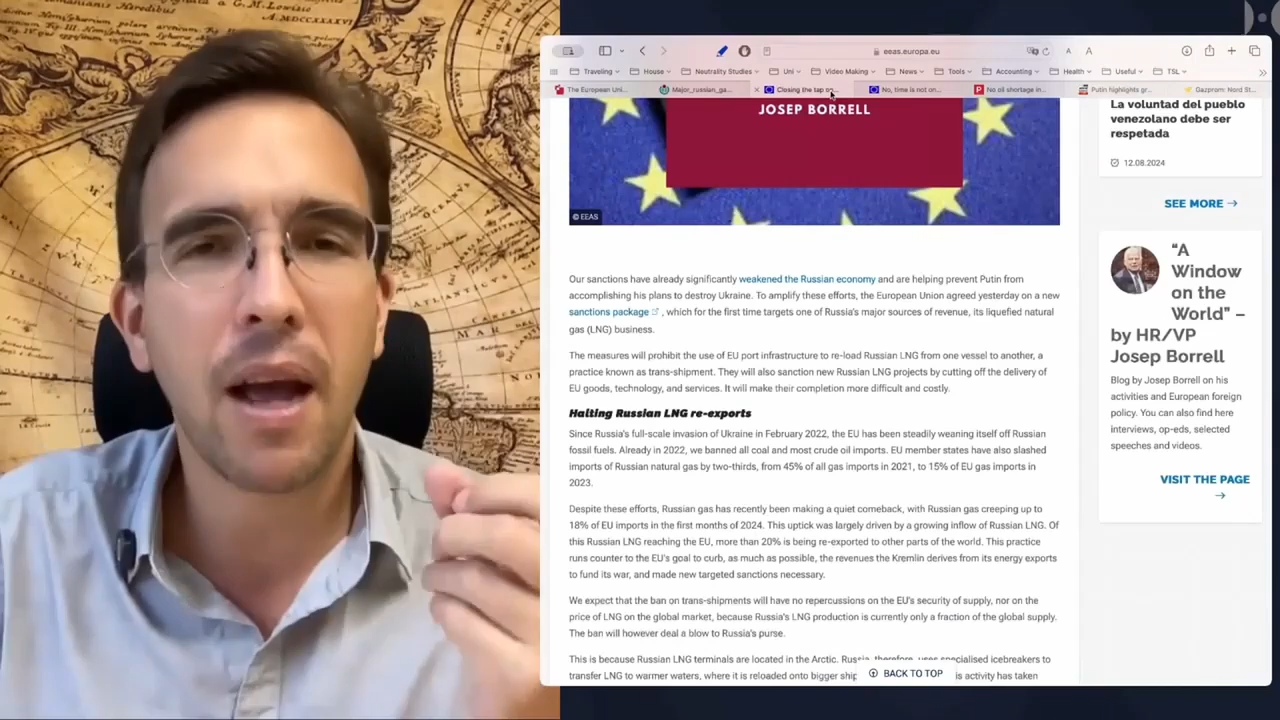 eeas.europa.eu
A A
Traveling House Neutrality Studies Uni Video Making News Tools Accounting Health Useful TSL
The European Uni... Major_russian_ga... Closing the tap o... No, time is not on... No oil shortage in... Putin highlights gr... Gazprom: Nord St...
JOSEP BORRELL
© EEAS
La voluntad del pueblo
venezolano debe ser
respetada
12.08.2024
SEE MORE →
Our sanctions have already significantly weakened the Russian economy and are helping prevent Putin from
accomplishing his plans to destroy Ukraine. To amplify these efforts, the European Union agreed yesterday on a new
sanctions package , which for the first time targets one of Russia's major sources of revenue, its liquefied natural
gas (LNG) business.
The measures will prohibit the use of EU port infrastructure to re-load Russian LNG from one vessel to another, a
practice known as trans-shipment. They will also sanction new Russian LNG projects by cutting off the delivery of
EU goods, technology, and services. It will make their completion more difficult and costly.
Halting Russian LNG re-exports
Since Russia's full-scale invasion of Ukraine in February 2022, the EU has been steadily weaning itself off Russian
fossil fuels. Already in 2022, we banned all coal and most crude oil imports. EU member states have also slashed
imports of Russian natural gas by two-thirds, from 45% of all gas imports in 2021, to 15% of EU gas imports in
2023.
Despite these efforts, Russian gas has recently been making a quiet comeback, with Russian gas creeping up to
18% of EU imports in the first months of 2024. This uptick was largely driven by a growing inflow of Russian LNG. Of
this Russian LNG reaching the EU, more than 20% is being re-exported to other parts of the world. This practice
runs counter to the EU's goal to curb, as much as possible, the revenues the Kremlin derives from its energy exports
to fund its war, and made new targeted sanctions necessary.
We expect that the ban on trans-shipments will have no repercussions on the EU's security of supply, nor on the
price of LNG on the global market, because Russia's LNG production is currently only a fraction of the global supply.
The ban will however deal a blow to Russia's purse.
This is because Russian LNG terminals are located in the Arctic. Russia, therefore, uses specialised icebreakers to
transfer LNG to warmer waters, where it is reloaded onto bigger ship is activity has taken
BACK TO TOP
"A
Window
on the
World" –
by HR/VP
Josep Borrell
Blog by Josep Borrell on his
activities and European foreign
policy. You can also find here
interviews, op-eds, selected
speeches and videos.
VISIT THE PAGE
→